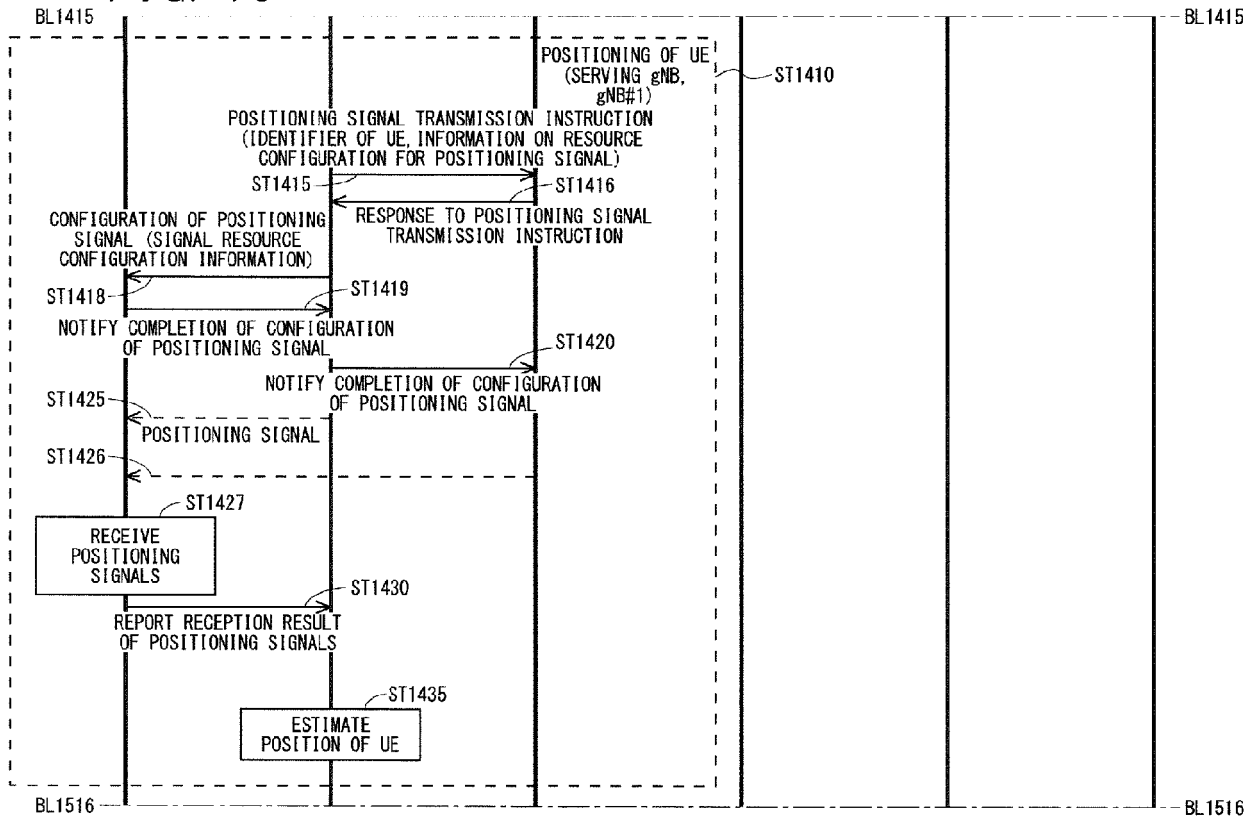 BL1415
BL1415
POSITIONING OF UE
(SERVING gNB,
gNB#1)
ST1410
POSITIONING SIGNAL TRANSMISSION INSTRUCTION
(IDENTIFIER OF UE, INFORMATION ON RESOURCE
CONFIGURATION FOR POSITIONING SIGNAL)
ST1415
ST1416
RESPONSE TO POSITIONING SIGNAL
TRANSMISSION INSTRUCTION
CONFIGURATION OF POSITIONING
SIGNAL (SIGNAL RESOURCE
CONFIGURATION INFORMATION)
ST1418
ST1419
NOTIFY COMPLETION OF CONFIGURATION
OF POSITIONING SIGNAL
ST1420
NOTIFY COMPLETION OF CONFIGURATION
OF POSITIONING SIGNAL
ST1425
POSITIONING SIGNAL
ST1426
ST1427
RECEIVE
POSITIONING
SIGNALS
ST1430
REPORT RECEPTION RESULT
OF POSITIONING SIGNALS
ST1435
ESTIMATE
POSITION OF UE
BL1516
BL1516